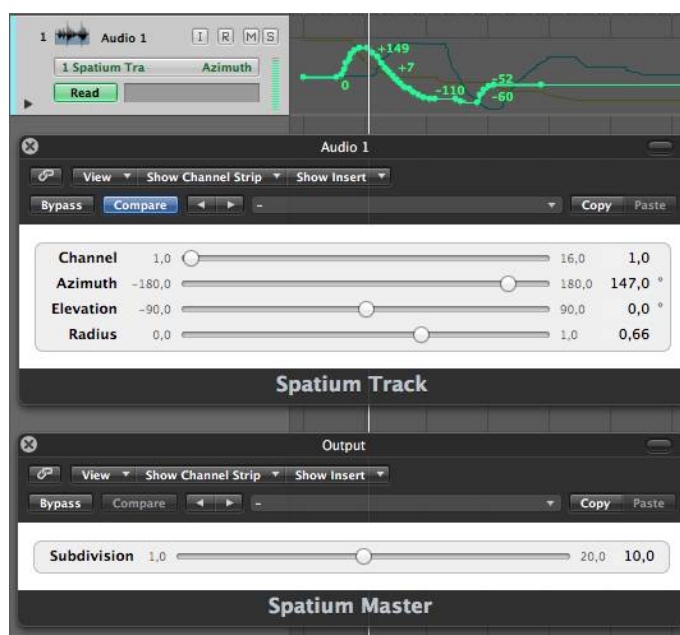 1 Audio 1 I R M S
1 Spatium Tra Azimuth
Read
+149
+7
0
-110
-52
-60
Audio 1
View Show Channel Strip Show Insert
Bypass Compare - Copy Paste
Channel 1,0 16,0 1,0
Azimuth -180,0 180,0 147,0 °
Elevation -90,0 90,0 0,0 °
Radius 0,0 1,0 0,66
Spatium Track
Output
View Show Channel Strip Show Insert
Bypass Compare - Copy Paste
Subdivision 1,0 20,0 10,0
Spatium Master